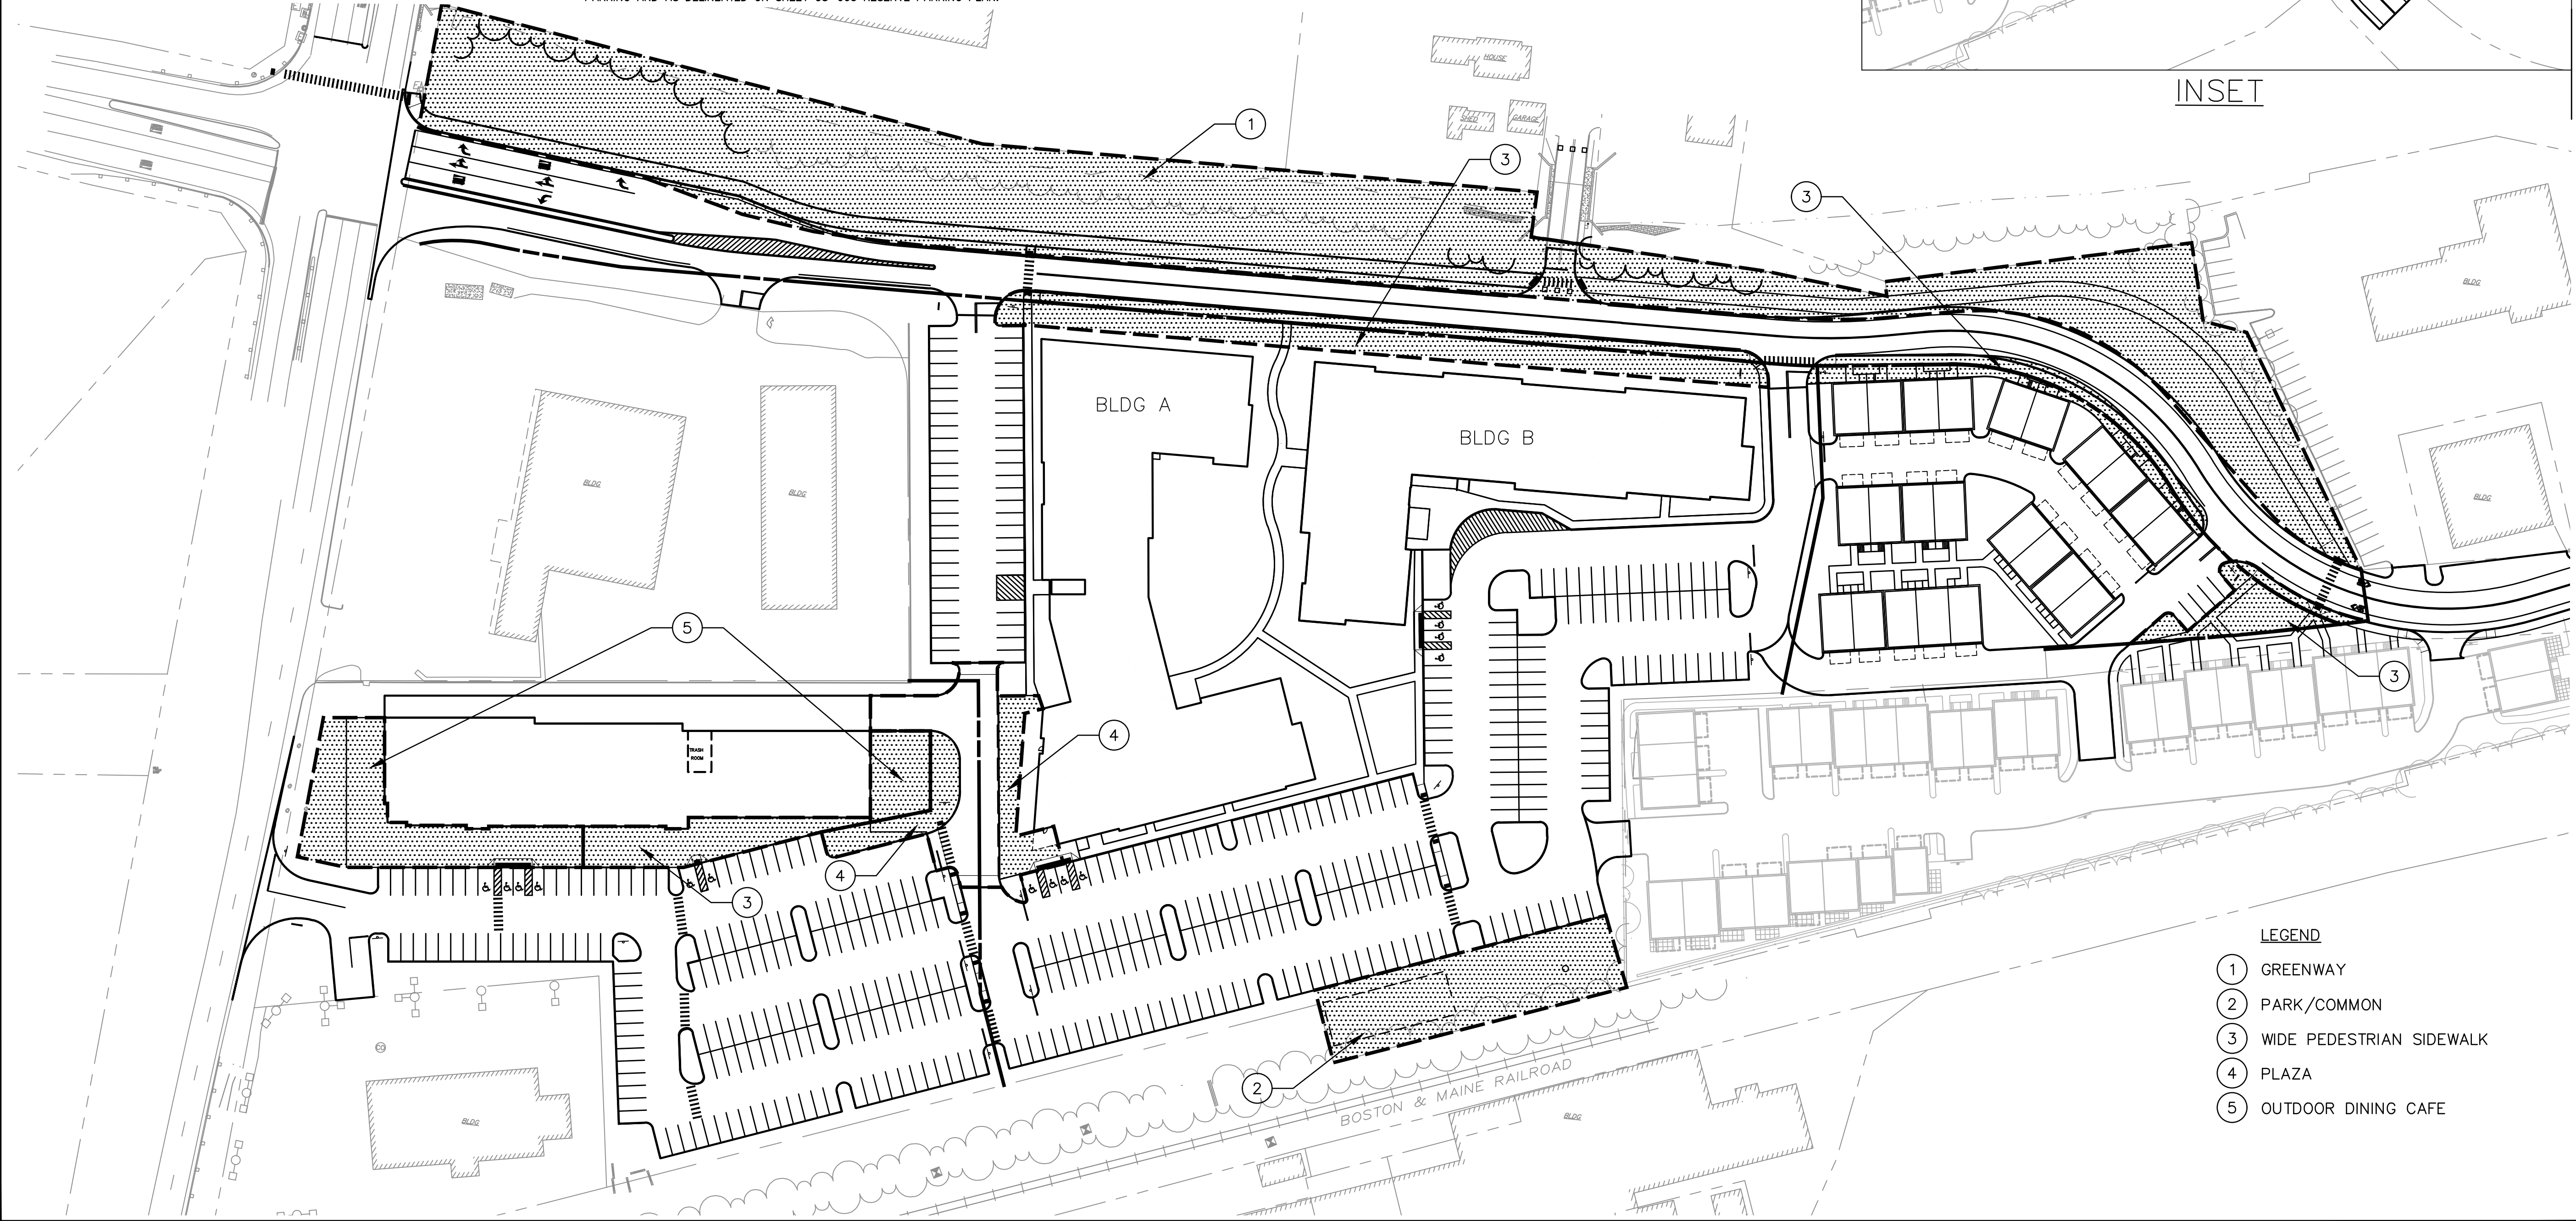 INSET
HOUSE
SHED
GARAGE
1
3
3
BLDG
BLDG A
BLDG B
BLDG
BLDG
BLDG
5
TRASH
ROOM
4
3
4
3
2
BOSTON & MAINE RAILROAD
BLDG
BLDG
CO
LEGEND
1 GREENWAY
2 PARK/COMMON
3 WIDE PEDESTRIAN SIDEWALK
4 PLAZA
5 OUTDOOR DINING CAFE